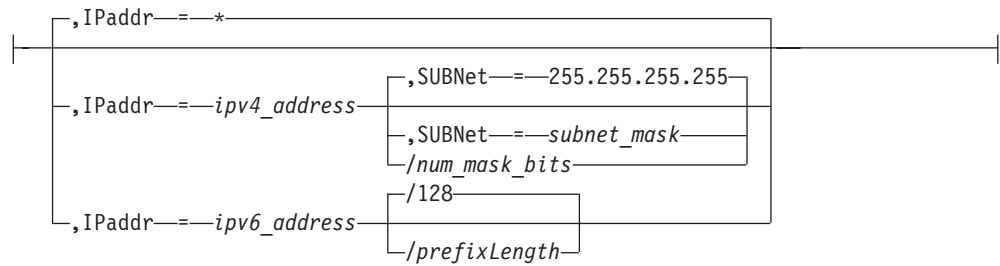 ,IPaddr = *
,SUBNet = 255.255.255.255
,IPaddr = ipv4_address
,SUBNet = subnet_mask
/num_mask_bits
/128
,IPaddr = ipv6_address
/prefixLength